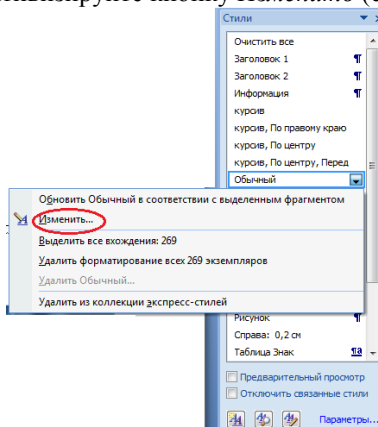 Стили
Очистить все
Заголовок 1 ¶
Заголовок 2 ¶
Информация ¶
курсив
курсив, По правому краю
курсив, По центру
курсив, По центру, Перед
Обычный
Обновить Обычный в соответствии с выделенным фрагментом
Изменить...
Выделить все вхождения: 269
Удалить форматирование всех 269 экземпляров
Удалить Обычный...
Удалить из коллекции экспресс-стилей
Рисунок ¶
Справа: 0,2 см
Таблица Знак ¶a
Предварительный просмотр
Отключить связанные стили
Параметры...